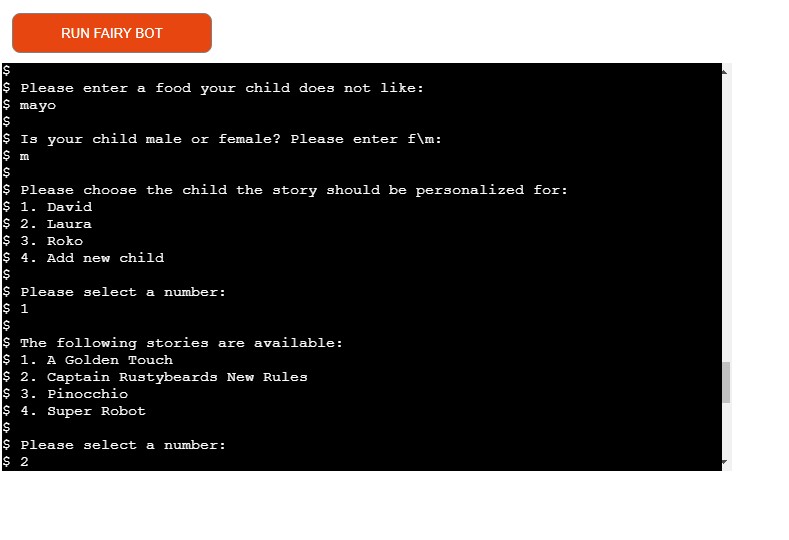 RUN FAIRY BOT
$
$ Please enter a food your child does not like:
$ mayo
$
$ Is your child male or female? Please enter f\m:
$ m
$
$ Please choose the child the story should be personalized for:
$ 1. David
$ 2. Laura
$ 3. Roko
$ 4. Add new child
$
$ Please select a number:
$ 1
$
$ The following stories are available:
$ 1. A Golden Touch
$ 2. Captain Rustybeards New Rules
$ 3. Pinocchio
$ 4. Super Robot
$
$ Please select a number:
$ 2